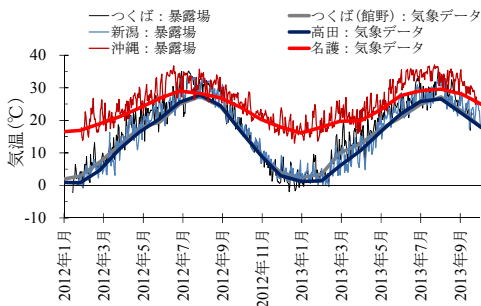 つくば：暴露場
つくば(館野)：気象データ
新潟：暴露場
高田：気象データ
沖縄：暴露場
名護：気象データ
気温(℃)
40
30
20
10
0
-10
2012年1月
2012年3月
2012年5月
2012年7月
2012年9月
2012年11月
2013年1月
2013年3月
2013年5月
2013年7月
2013年9月